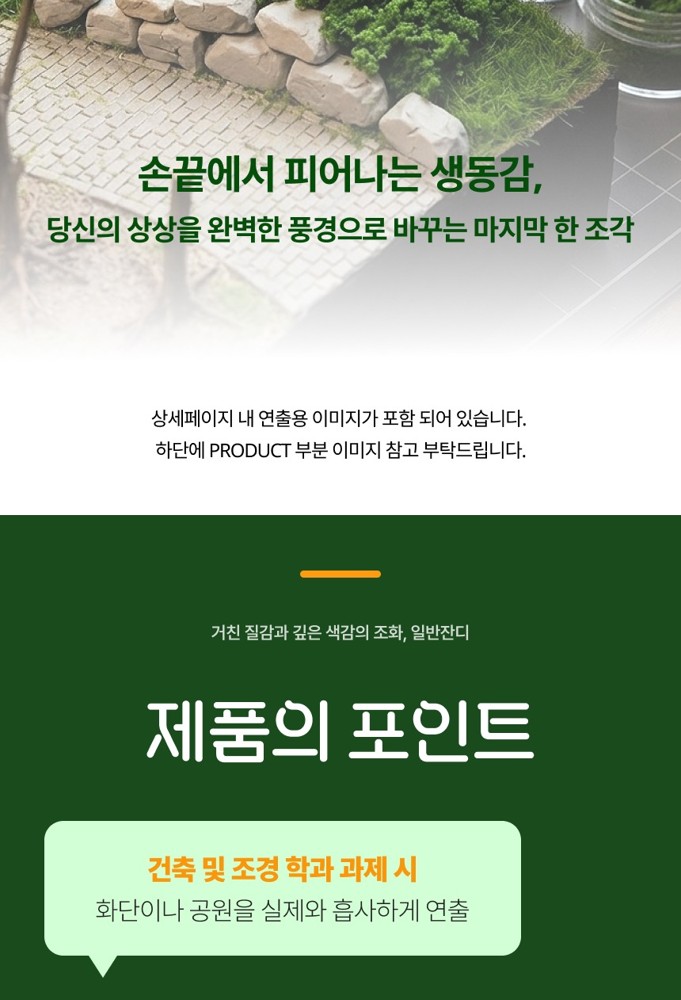 손끝에서 피어나는 생동감,
당신의 상상을 완벽한 풍경으로 바꾸는 마지막 한 조각
상세페이지 내 연출용 이미지가 포함 되어 있습니다.
하단에 PRODUCT 부분 이미지 참고 부탁드립니다.
거친 질감과 깊은 색감의 조화, 일반잔디
제품의 포인트
건축 및 조경 학과 과제 시
화단이나 공원을 실제와 흡사하게 연출